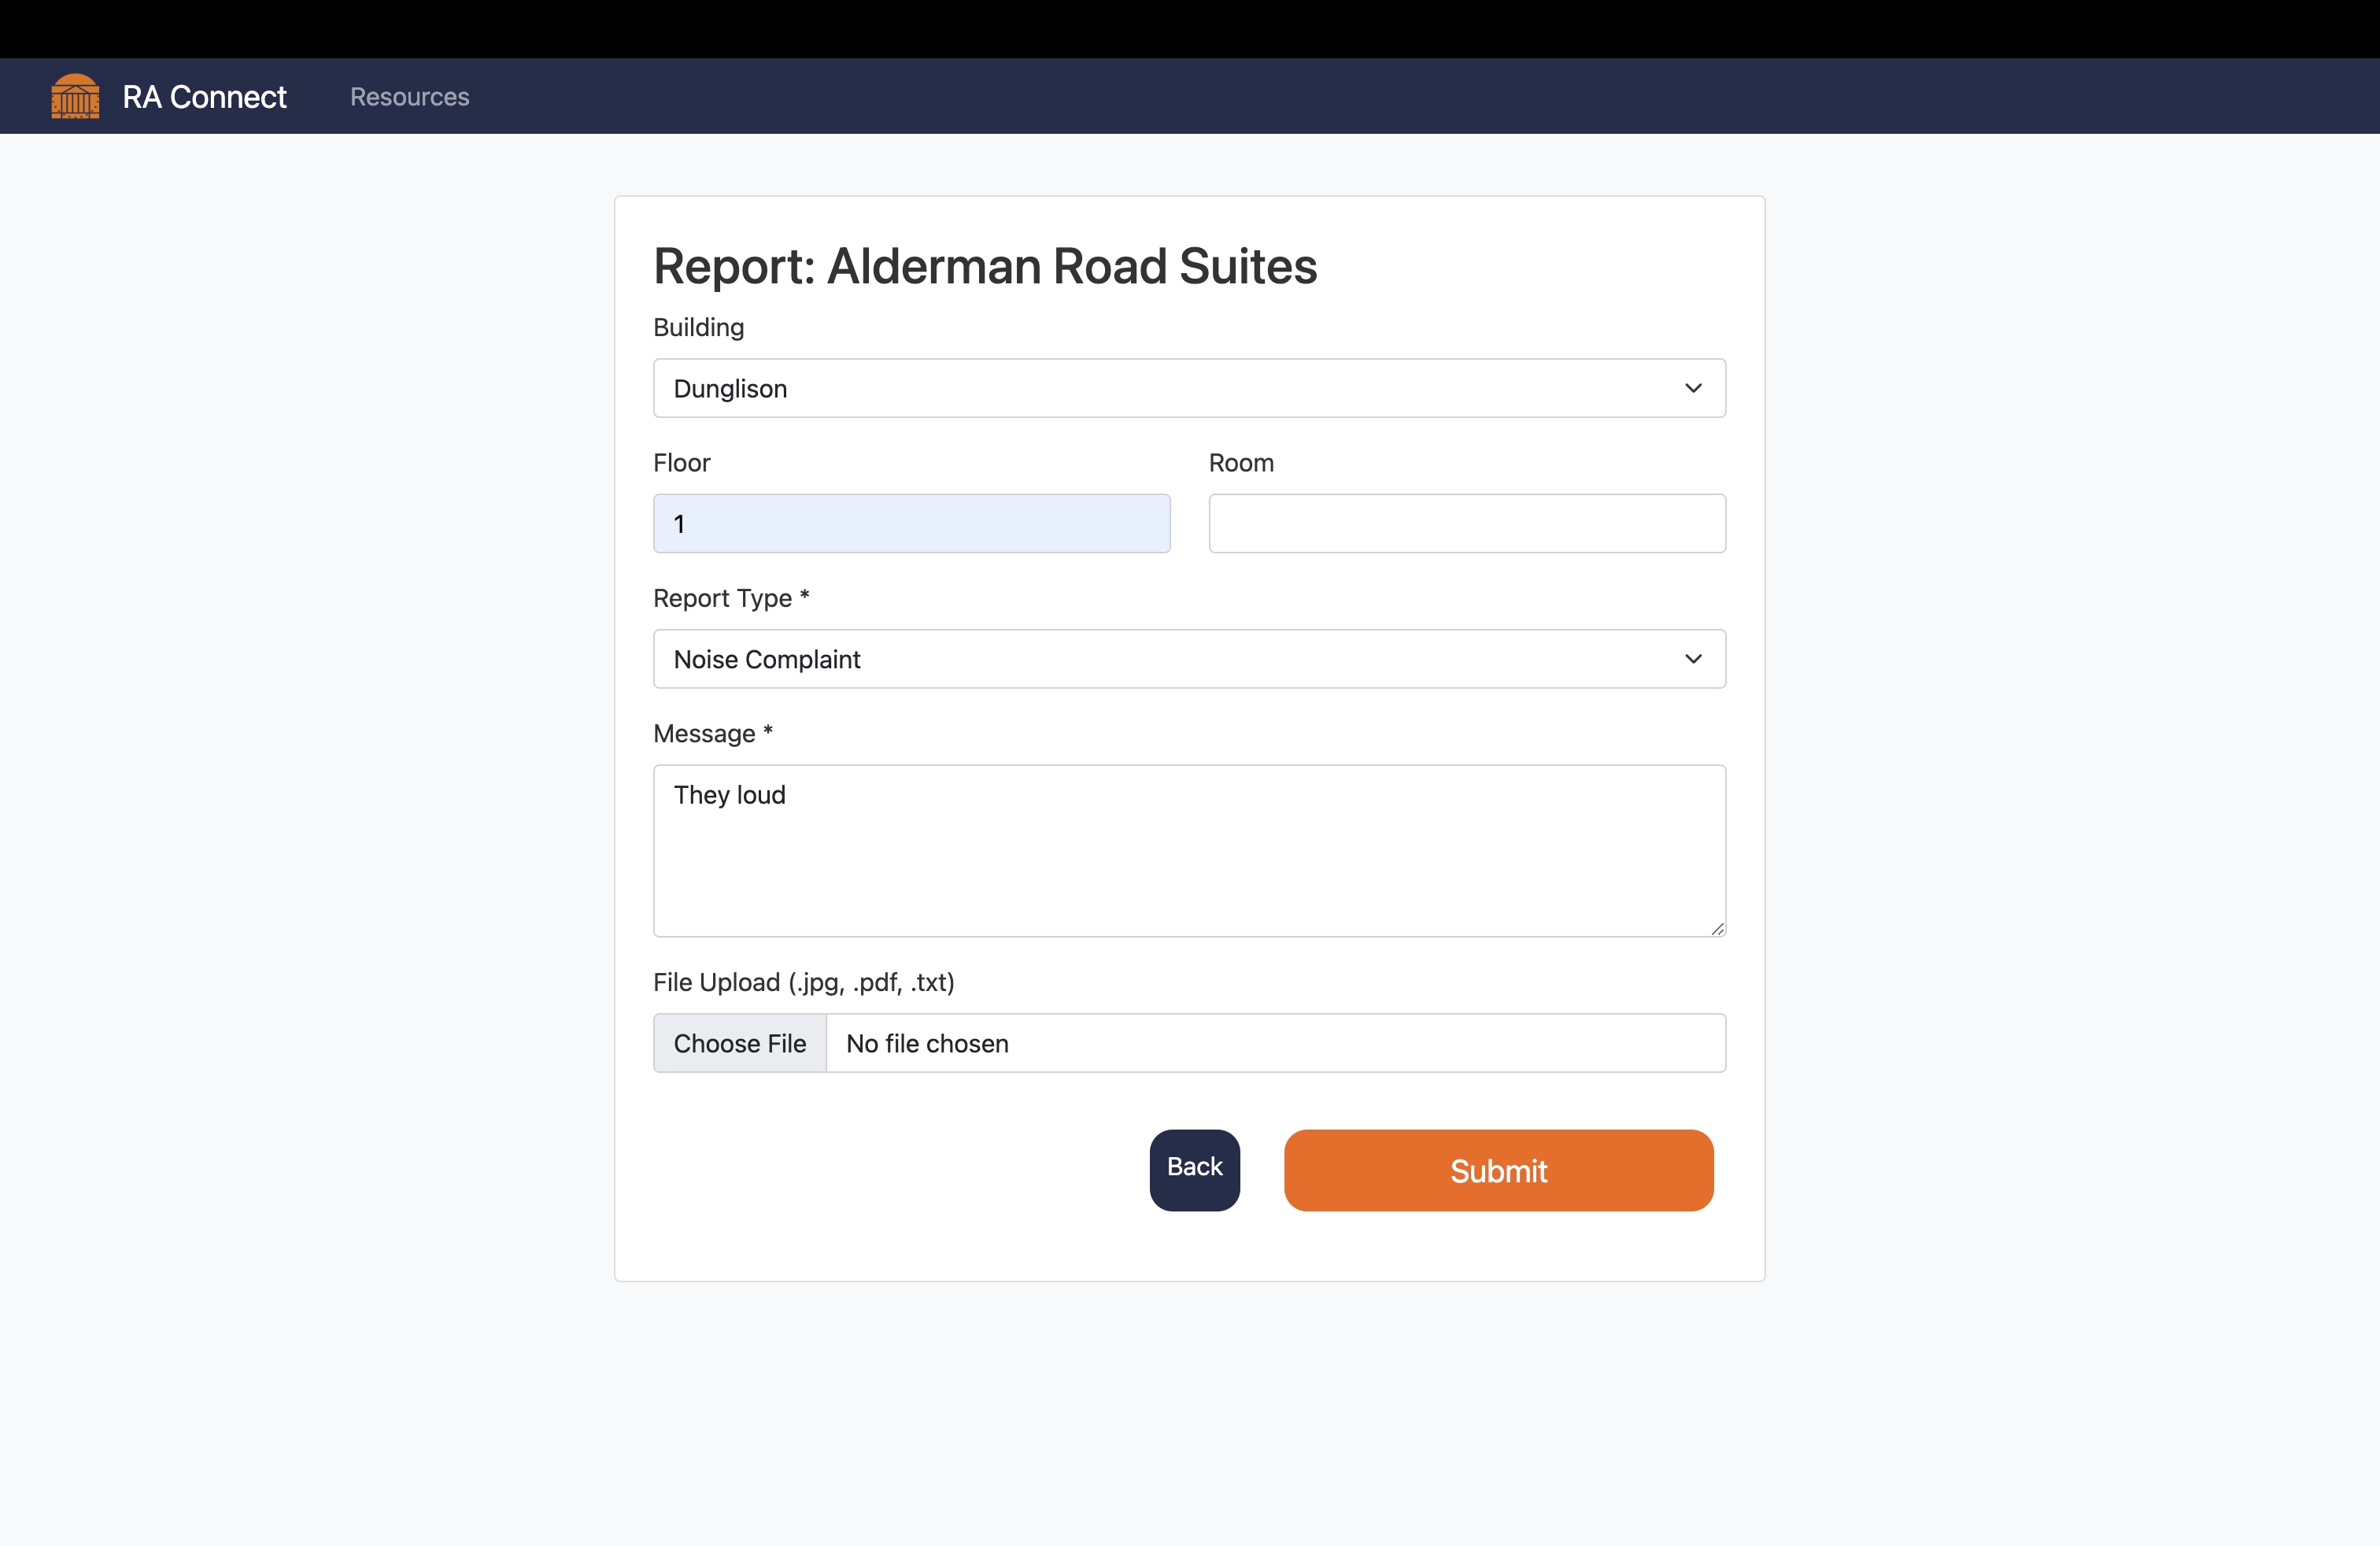 RA Connect
Resources
Report: Alderman Road Suites
Building
Dunglison
Floor
Room
1
Report Type *
Noise Complaint
Message *
They loud
File Upload (.jpg, .pdf, .txt)
Choose File
No file chosen
Back
Submit